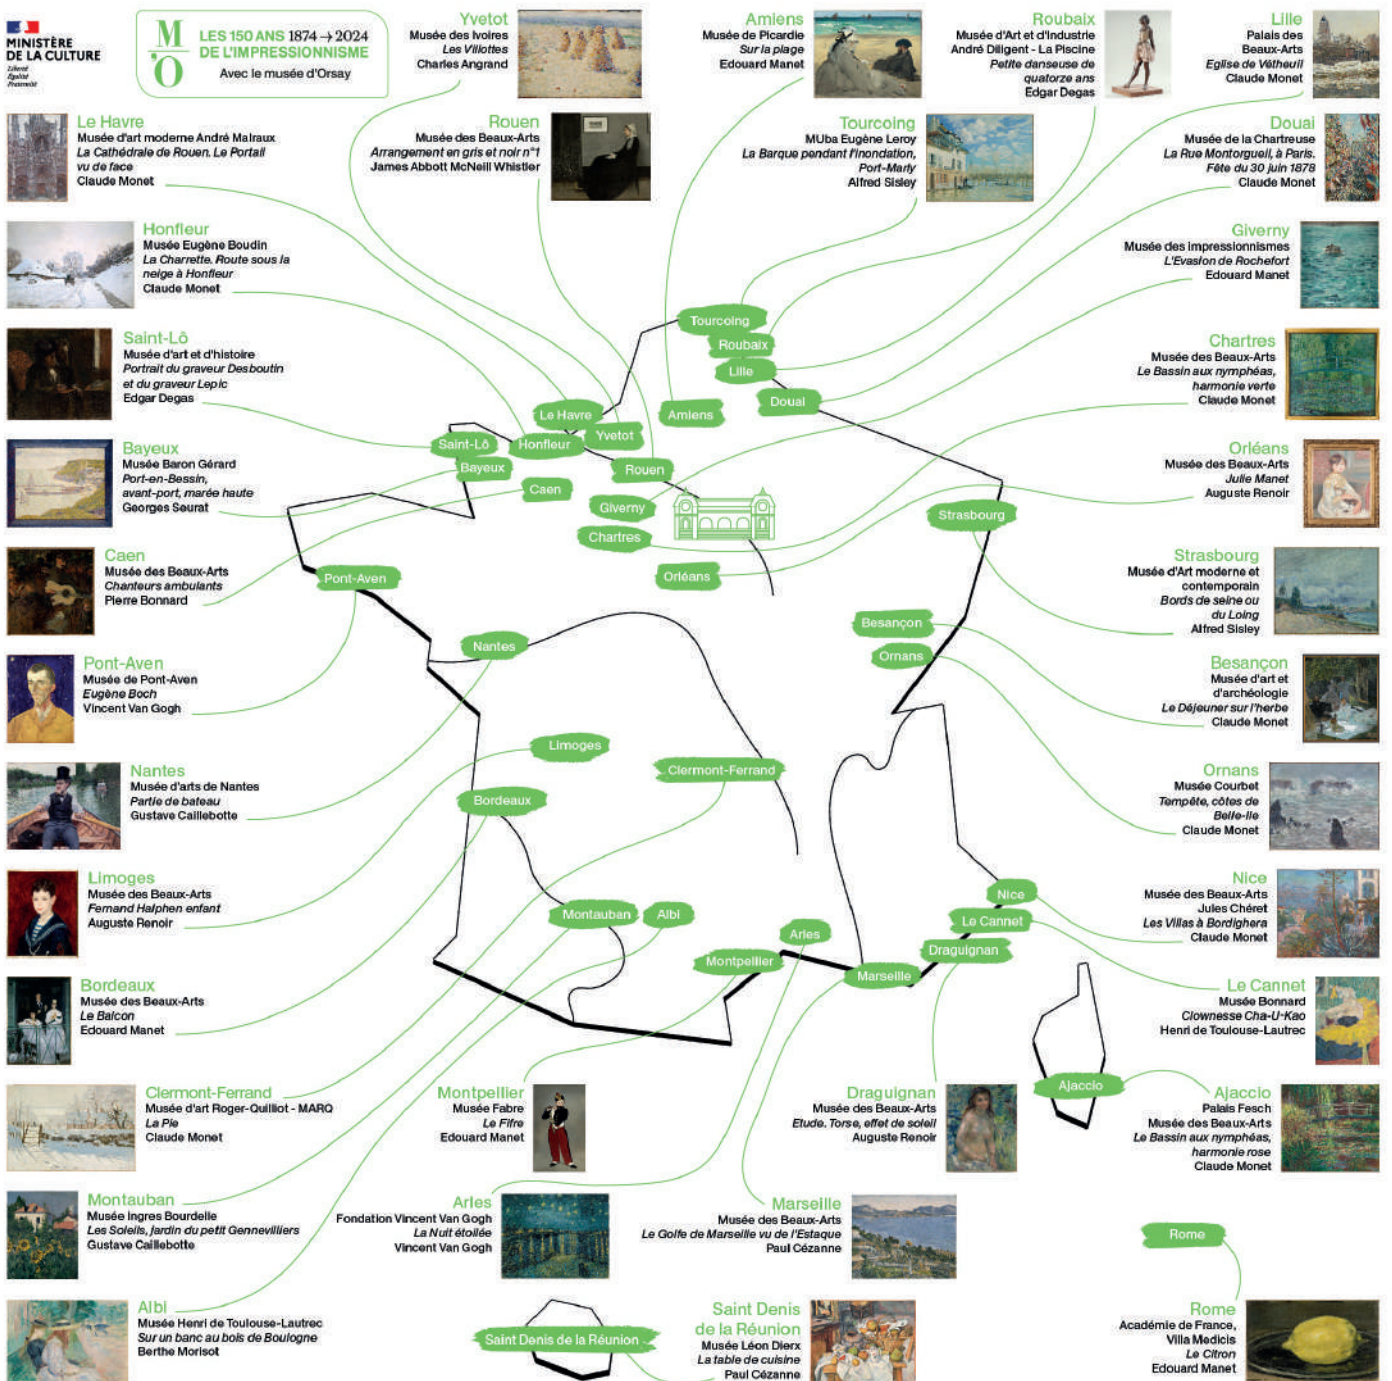 MINISTÈRE
DE LA CULTURE
Liberté
Égalité
Fraternité
M
'O
LES 150 ANS 1874 → 2024
DE L'IMPRESSIONNISME
Avec le musée d'Orsay
Yvetot
Musée des Ivoires
Les Villottes
Charles Angrand
Amiens
Musée de Picardie
Sur la plage
Edouard Manet
Roubaix
Musée d'Art et d'Industrie
André Diligent - La Piscine
Petite danseuse de
quatorze ans
Edgar Degas
Lille
Palais des
Beaux-Arts
Eglise de Vétheuil
Claude Monet
Le Havre
Musée d'art moderne André Malraux
La Cathédrale de Rouen. Le Portail
vu de face
Claude Monet
Rouen
Musée des Beaux-Arts
Arrangement en gris et noir n°1
James Abbott McNeill Whistler
Tourcoing
MUba Eugène Leroy
La Barque pendant l'inondation,
Port-Marly
Alfred Sisley
Douai
Musée de la Chartreuse
La Rue Montorgueil, à Paris.
Fête du 30 juin 1878
Claude Monet
Honfleur
Musée Eugène Boudin
La Charrette. Route sous la
neige à Honfleur
Claude Monet
Giverny
Musée des impressionnismes
L'Evasion de Rochefort
Edouard Manet
Saint-Lô
Musée d'art et d'histoire
Portrait du graveur Desboutin
et du graveur Lepic
Edgar Degas
Chartres
Musée des Beaux-Arts
Le Bassin aux nymphéas,
harmonie verte
Claude Monet
Bayeux
Musée Baron Gérard
Port-en-Bessin,
avant-port, marée haute
Georges Seurat
Orléans
Musée des Beaux-Arts
Julie Manet
Auguste Renoir
Caen
Musée des Beaux-Arts
Chanteurs ambulants
Pierre Bonnard
Strasbourg
Musée d'Art moderne et
contemporain
Bords de seine ou
du Loing
Alfred Sisley
Pont-Aven
Musée de Pont-Aven
Eugène Boch
Vincent Van Gogh
Besançon
Musée d'art et
d'archéologie
Le Déjeuner sur l'herbe
Claude Monet
Nantes
Musée d'arts de Nantes
Partie de bateau
Gustave Caillebotte
Ornans
Musée Courbet
Tempête, côtes de
Belle-Ile
Claude Monet
Limoges
Musée des Beaux-Arts
Fernand Halphen enfant
Auguste Renoir
Nice
Musée des Beaux-Arts
Jules Chéret
Les Villas à Bordighera
Claude Monet
Bordeaux
Musée des Beaux-Arts
Le Balcon
Edouard Manet
Le Cannet
Musée Bonnard
Clownesse Cha-U-Kao
Henri de Toulouse-Lautrec
Clermont-Ferrand
Musée d'art Roger-Quilliot - MARQ
La Pie
Claude Monet
Montpellier
Musée Fabre
Le Fifre
Edouard Manet
Draguignan
Musée des Beaux-Arts
Etude. Torse, effet de soleil
Auguste Renoir
Ajaccio
Palais Fesch
Musée des Beaux-Arts
Le Bassin aux nymphéas,
harmonie rose
Claude Monet
Montauban
Musée Ingres Bourdelle
Les Soleils, jardin du petit Gennevilliers
Gustave Caillebotte
Arles
Fondation Vincent Van Gogh
La Nuit étoilée
Vincent Van Gogh
Marseille
Musée des Beaux-Arts
Le Golfe de Marseille vu de l'Estaque
Paul Cézanne
Albi
Musée Henri de Toulouse-Lautrec
Sur un banc au bois de Boulogne
Berthe Morisot
Saint Denis
de la Réunion
Musée Léon Dierx
La table de cuisine
Paul Cézanne
Rome
Académie de France,
Villa Medicis
Le Citron
Edouard Manet
Tourcoing
Roubaix
Lille
Douai
Amiens
Le Havre
Yvetot
Honfleur
Saint-Lô
Bayeux
Rouen
Caen
Giverny
Chartres
Orléans
Strasbourg
Pont-Aven
Besançon
Ornans
Nantes
Limoges
Clermont-Ferrand
Bordeaux
Nice
Montauban
Albi
Le Cannet
Arles
Draguignan
Montpellier
Marseille
Ajaccio
Rome
Saint Denis de la Réunion